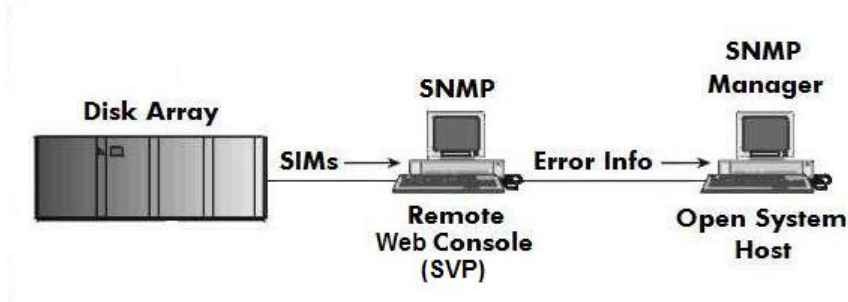 Disk Array
SIMs
SNMP
Remote
Web Console
(SVP)
Error Info
SNMP
Manager
Open System
Host